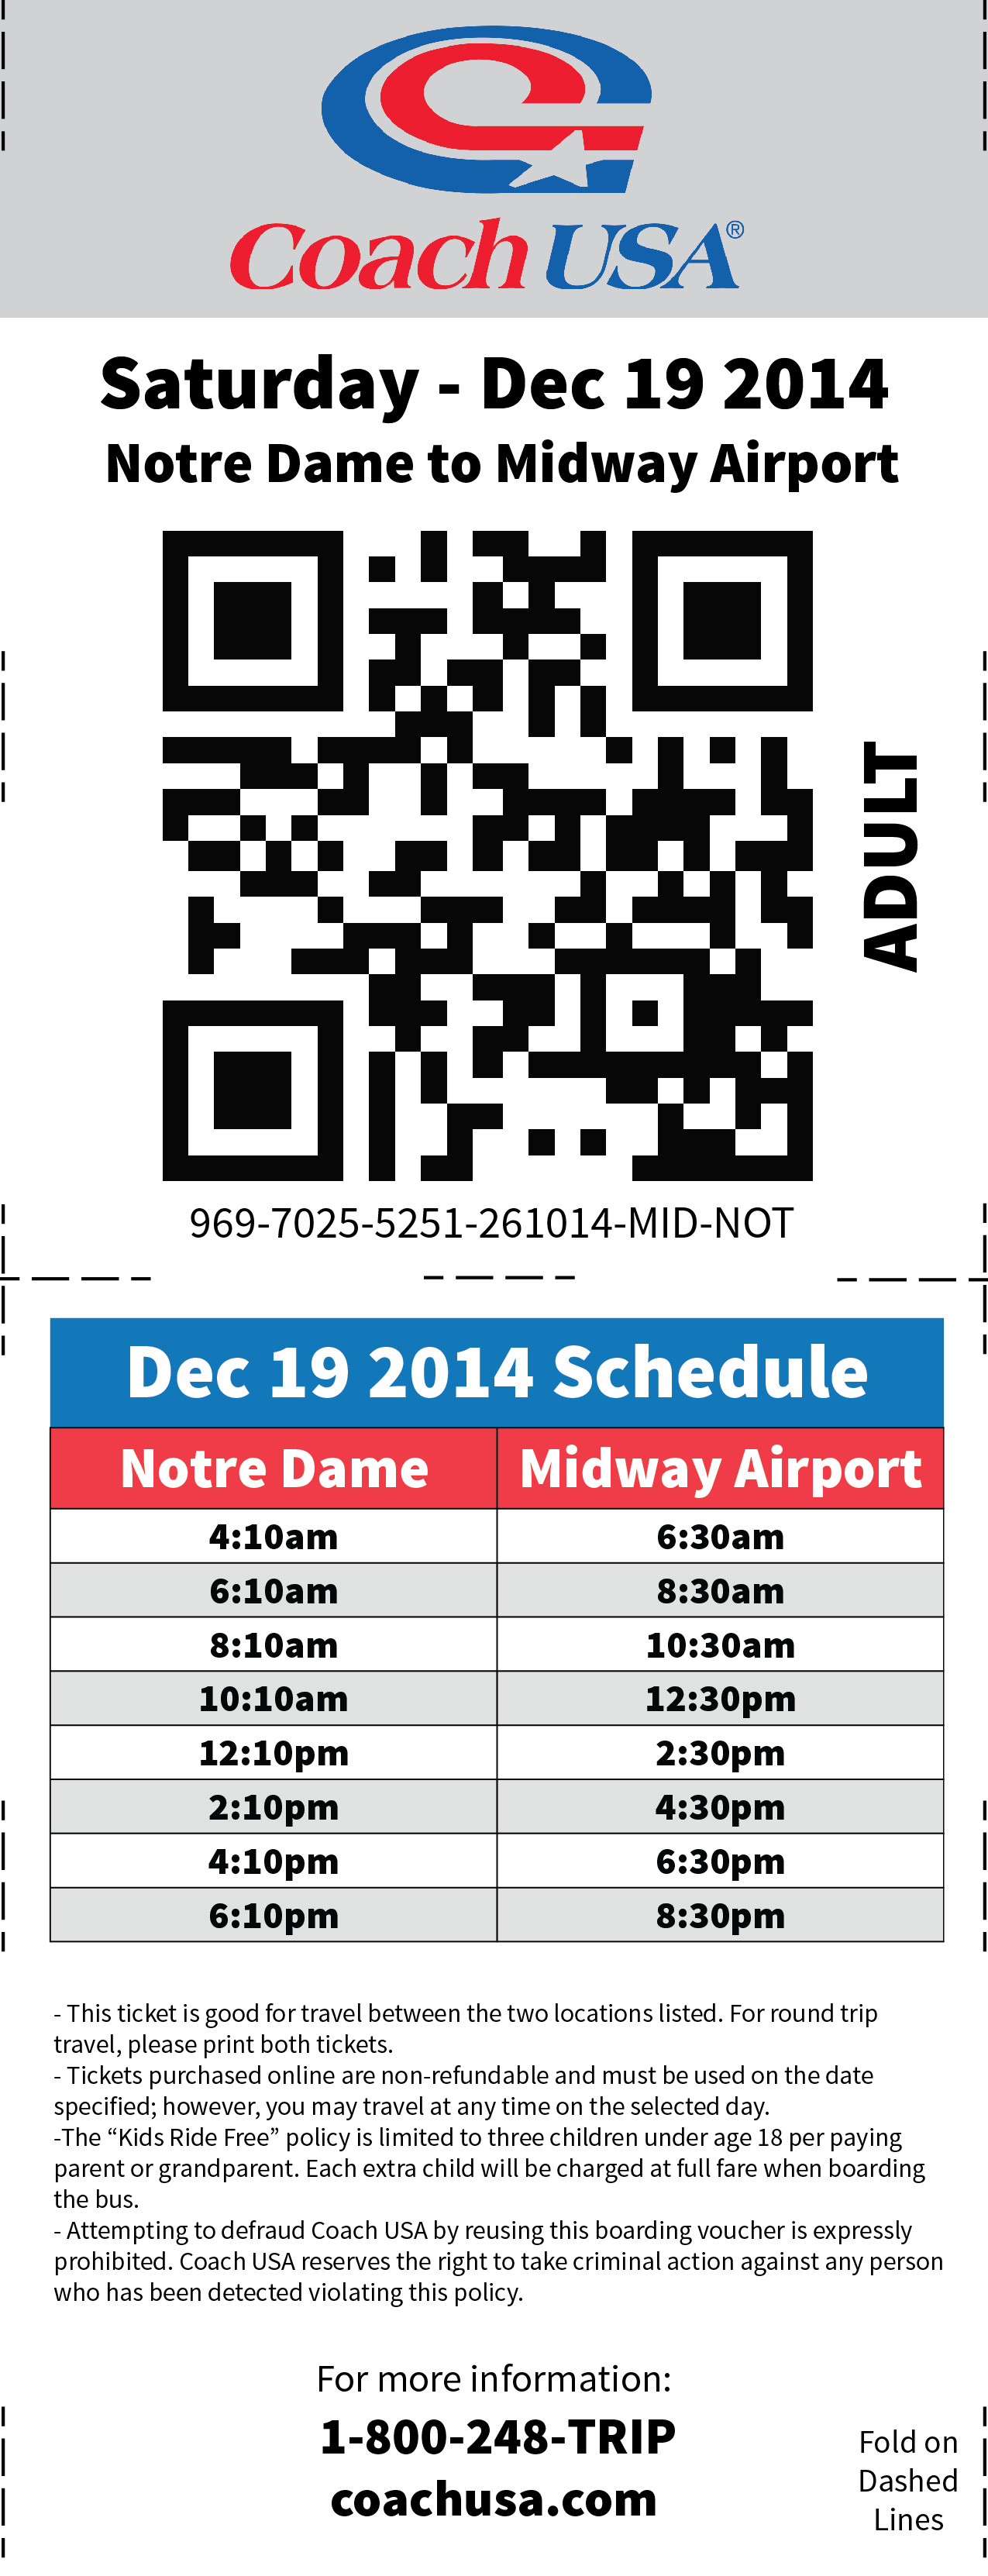 Coach USA®
Saturday - Dec 19 2014
Notre Dame to Midway Airport
ADULT
969-7025-5251-261014-MID-NOT
Dec 19 2014 Schedule
Notre Dame Midway Airport
4:10am 6:30am
6:10am 8:30am
8:10am 10:30am
10:10am 12:30pm
12:10pm 2:30pm
2:10pm 4:30pm
4:10pm 6:30pm
6:10pm 8:30pm
- This ticket is good for travel between the two locations listed. For round trip
travel, please print both tickets.
- Tickets purchased online are non-refundable and must be used on the date
specified; however, you may travel at any time on the selected day.
-The “Kids Ride Free” policy is limited to three children under age 18 per paying
parent or grandparent. Each extra child will be charged at full fare when boarding
the bus.
- Attempting to defraud Coach USA by reusing this boarding voucher is expressly
prohibited. Coach USA reserves the right to take criminal action against any person
who has been detected violating this policy.
For more information:
1-800-248-TRIP
coachusa.com
Fold on
Dashed
Lines